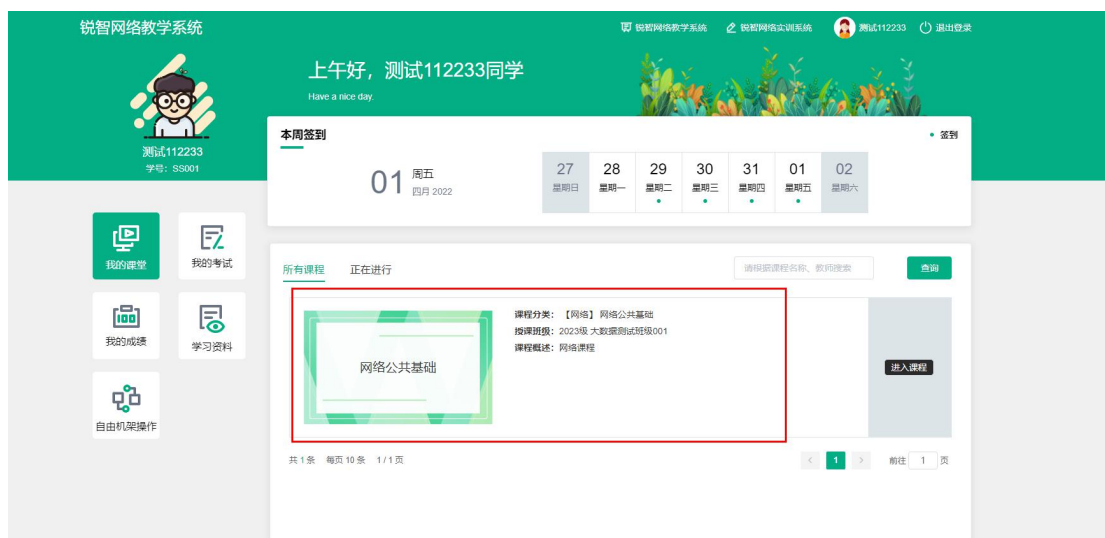 锐智网络教学系统
锐智网络教学系统 锐智网络实训系统 测试112233 退出登录
上午好，测试112233同学
Have a nice day.
测试112233
学号：SS001
本周签到
签到
01 周五
四月 2022
27 28 29 30 31 01 02
星期日 星期一 星期二 星期三 星期四 星期五 星期六
我的课堂 我的考试
我的成绩 学习资料
自由机架操作
所有课程 正在进行
请根据课程名称、教师搜索 查询
网络公共基础
课程分类：【网络】网络公共基础
授课班级：2023级 大数据测试班级001
课程概述：网络课程
进入课程
共1条 每页10条 1/1页
< 1 > 前往 1 页